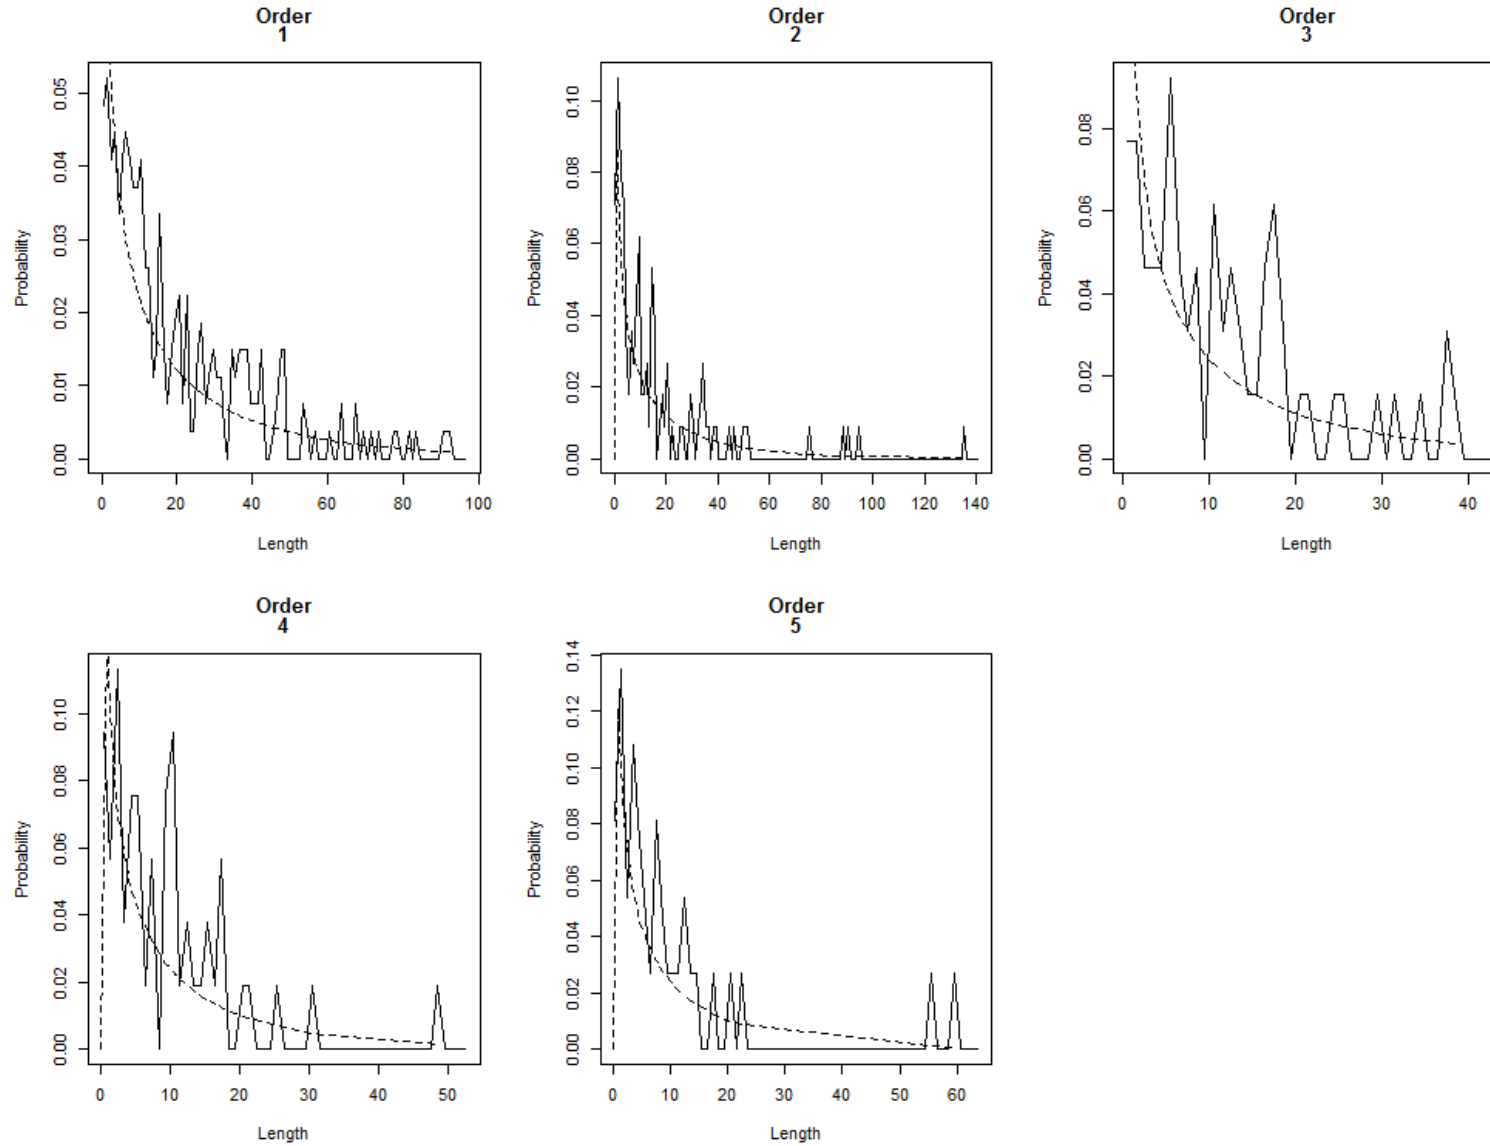 Order
1
Probability
0.00 0.01 0.02 0.03 0.04 0.05
0 20 40 60 80 100
Length
Order
2
Probability
0.00 0.02 0.04 0.06 0.08 0.10
0 20 40 60 80 100 120 140
Length
Order
3
Probability
0.00 0.02 0.04 0.06 0.08
0 10 20 30 40
Length
Order
4
Probability
0.00 0.02 0.04 0.06 0.08 0.10
0 10 20 30 40 50
Length
Order
5
Probability
0.00 0.02 0.04 0.06 0.08 0.10 0.12 0.14
0 10 20 30 40 50 60
Length